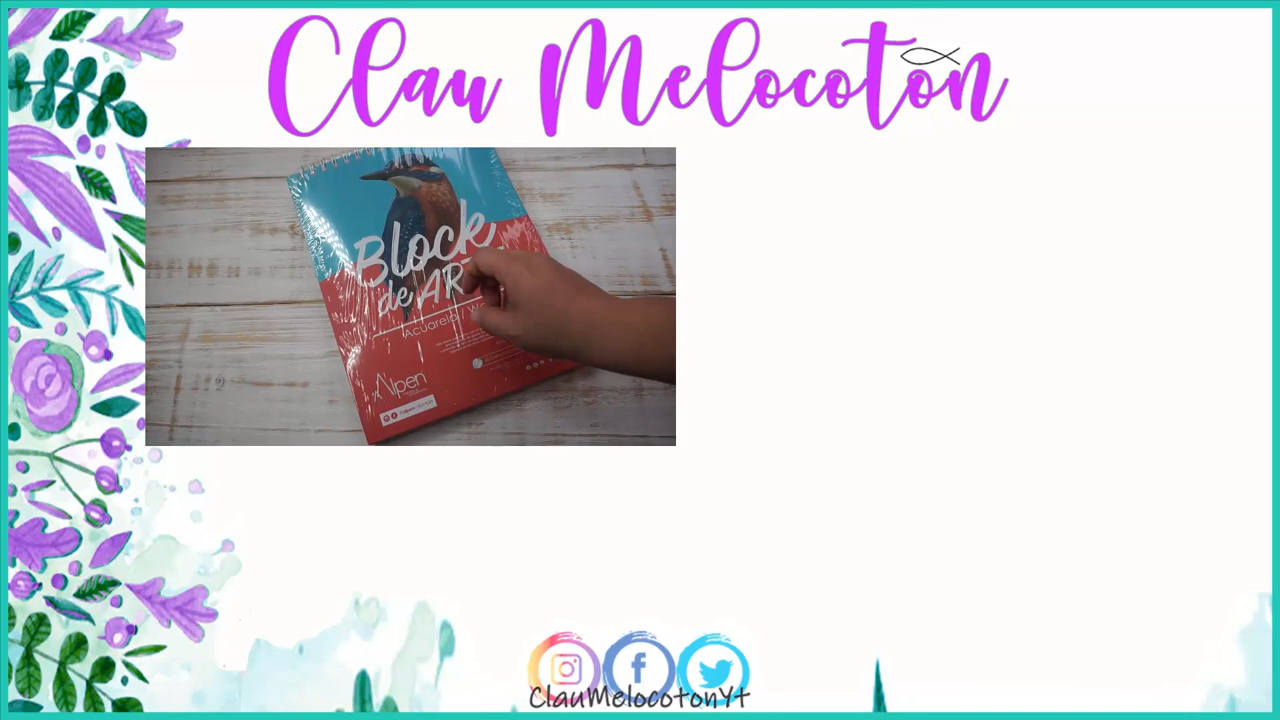 Clau Melocoton
Block
de AR
Acuarela / W
Alpen
ClauMelocotonYt